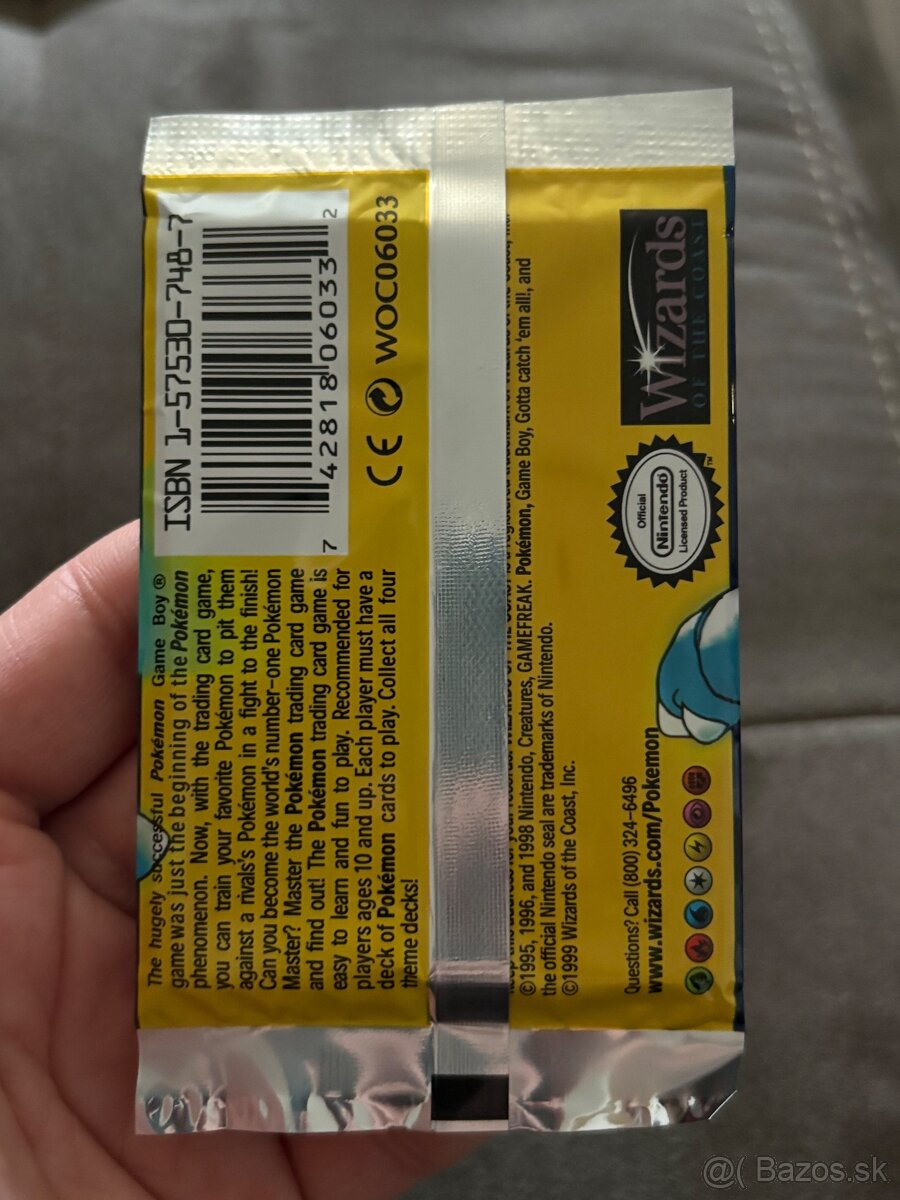 The hugely successful Pokémon Game Boy ®
game was just the beginning of the Pokémon
phenomenon. Now, with the trading card game,
you can train your favorite Pokémon to pit them
against a rivals's Pokémon in a fight to the finish!
Can you become the world's number-one Pokémon
Master? Master the Pokémon trading card game
and find out! The Pokémon trading card game is
easy to learn and fun to play. Recommended for
players ages 10 and up. Each player must have a
deck of Pokémon cards to play. Collect all four
theme decks!
ISBN 1-57530-748-7
7 42818 06033 2
CE WOC06033
©1995, 1996, and 1998 Nintendo, Creatures, GAMEFREAK. Pokémon, Game Boy, Gotta catch 'em all!, and
the official Nintendo seal are trademarks of Nintendo.
©1999 Wizards of the Coast, Inc.
Questions? Call (800) 324-6496
www.wizards.com/Pokemon
Official
Nintendo
Licensed Product
TM
Wizards
OF THE COAST
@( Bazos.sk